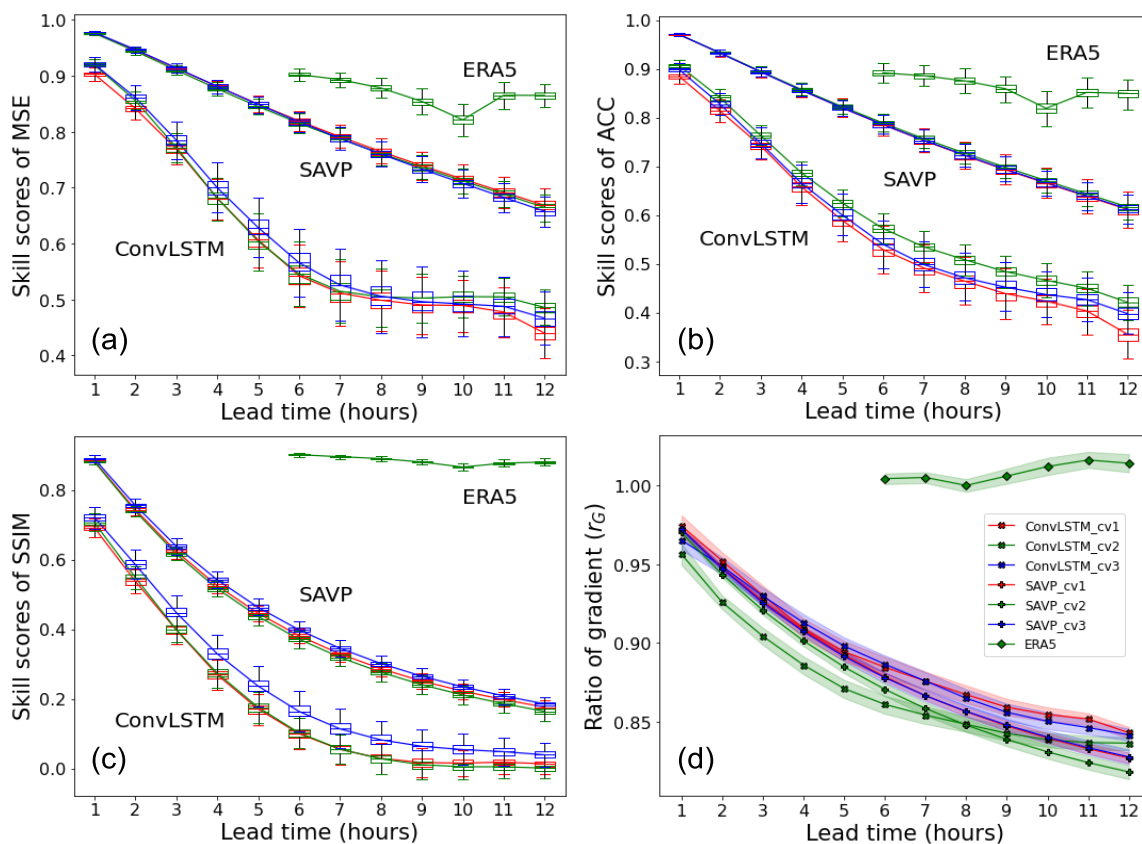 Skill scores of MSE
1.0
0.9
0.8
0.7
0.6
0.5
0.4
ERA5
SAVP
ConvLSTM
(a)
1 2 3 4 5 6 7 8 9 10 11 12
Lead time (hours)
Skill scores of ACC
1.0
0.9
0.8
0.7
0.6
0.5
0.4
0.3
ERA5
SAVP
ConvLSTM
(b)
1 2 3 4 5 6 7 8 9 10 11 12
Lead time (hours)
Skill scores of SSIM
0.8
0.6
0.4
0.2
0.0
ERA5
SAVP
ConvLSTM
(c)
1 2 3 4 5 6 7 8 9 10 11 12
Lead time (hours)
Ratio of gradient (rG)
1.00
0.95
0.90
0.85
ConvLSTM_cv1
ConvLSTM_cv2
ConvLSTM_cv3
SAVP_cv1
SAVP_cv2
SAVP_cv3
ERA5
(d)
1 2 3 4 5 6 7 8 9 10 11 12
Lead time (hours)